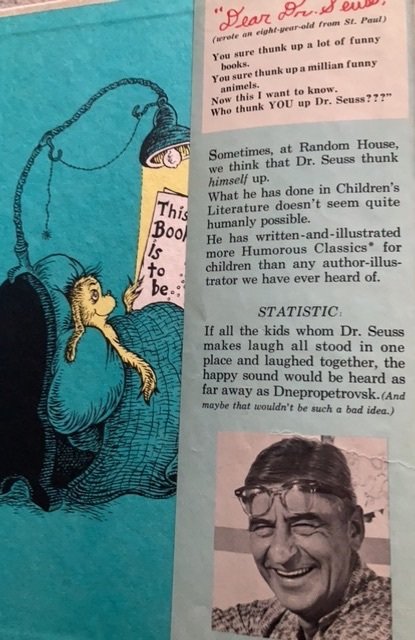 "Dear Dr. Seuss,
(wrote an eight-year-old from St. Paul)
You sure thunk up a lot of funny
books.
You sure thunk up a millian funny
animels.
Now this I want to know.
Who thunk YOU up Dr. Seuss???"
Sometimes, at Random House,
we think that Dr. Seuss thunk
himself up.
What he has done in Children's
Literature doesn't seem quite
humanly possible.
He has written-and-illustrated
more Humorous Classics* for
children than any author-illus-
trator we have ever heard of.
STATISTIC:
If all the kids whom Dr. Seuss
makes laugh all stood in one
place and laughed together, the
happy sound would be heard as
far away as Dnepropetrovsk. (And
maybe that wouldn't be such a bad idea.)
This
Book
is
to
be